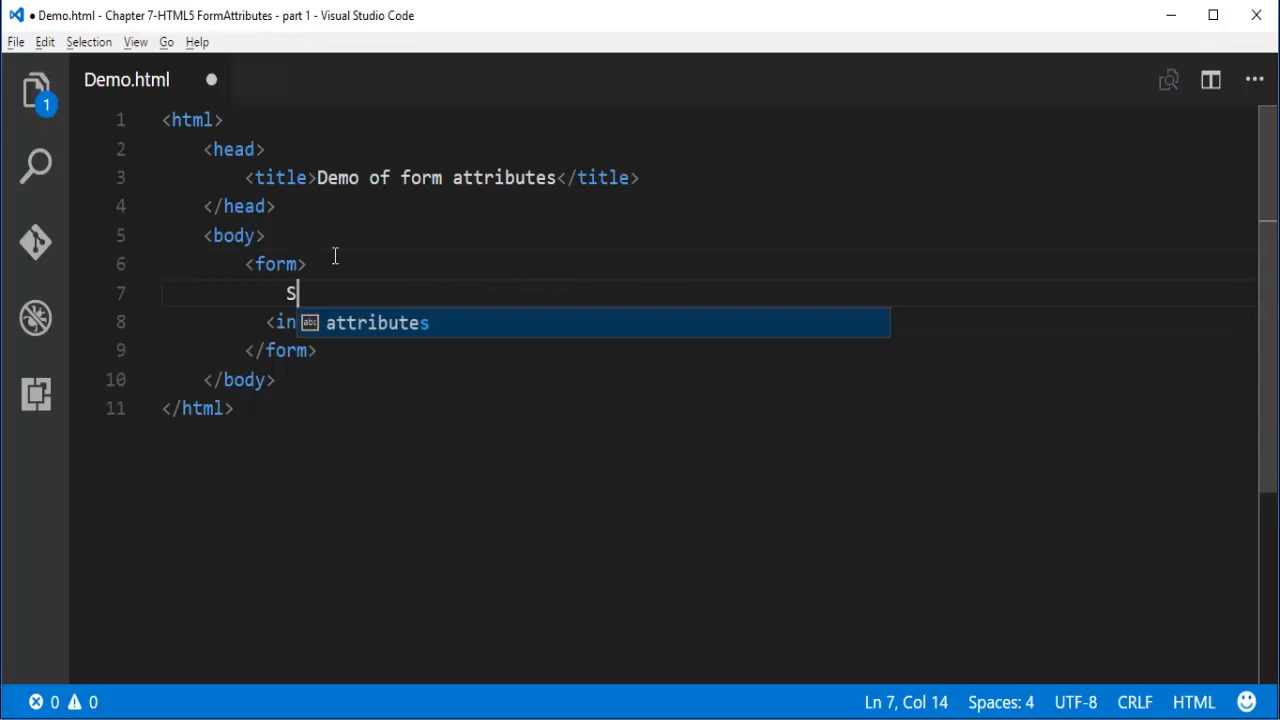 ● Demo.html - Chapter 7-HTML5 FormAttributes - part 1 - Visual Studio Code
File Edit Selection View Go Help
1
Demo.html ●
1 <html>
2 <head>
3 <title>Demo of form attributes</title>
4 </head>
5 <body>
6 <form>
7 S
8 <in
abc attributes
9 </form>
10 </body>
11 </html>
0 0 Ln 7, Col 14 Spaces: 4 UTF-8 CRLF HTML